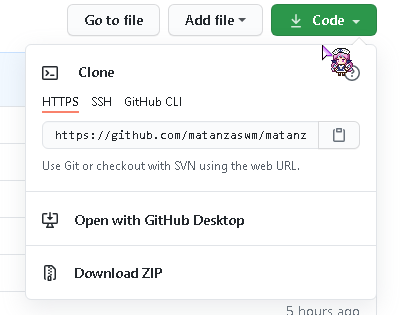 Go to file Add file Code
Clone
HTTPS SSH GitHub CLI
https://github.com/matanzaswm/matanz
Use Git or checkout with SVN using the web URL.
Open with GitHub Desktop
Download ZIP
5 hours ago